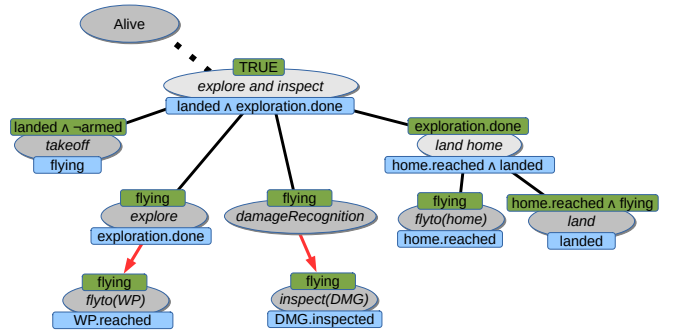 Alive
TRUE
explore and inspect
landed ∧ exploration.done
landed ∧ ¬armed
takeoff
flying
exploration.done
land home
home.reached ∧ landed
flying
explore
exploration.done
flying
damageRecognition
flying
flyto(home)
home.reached
home.reached ∧ flying
land
landed
flying
flyto(WP)
WP.reached
flying
inspect(DMG)
DMG.inspected